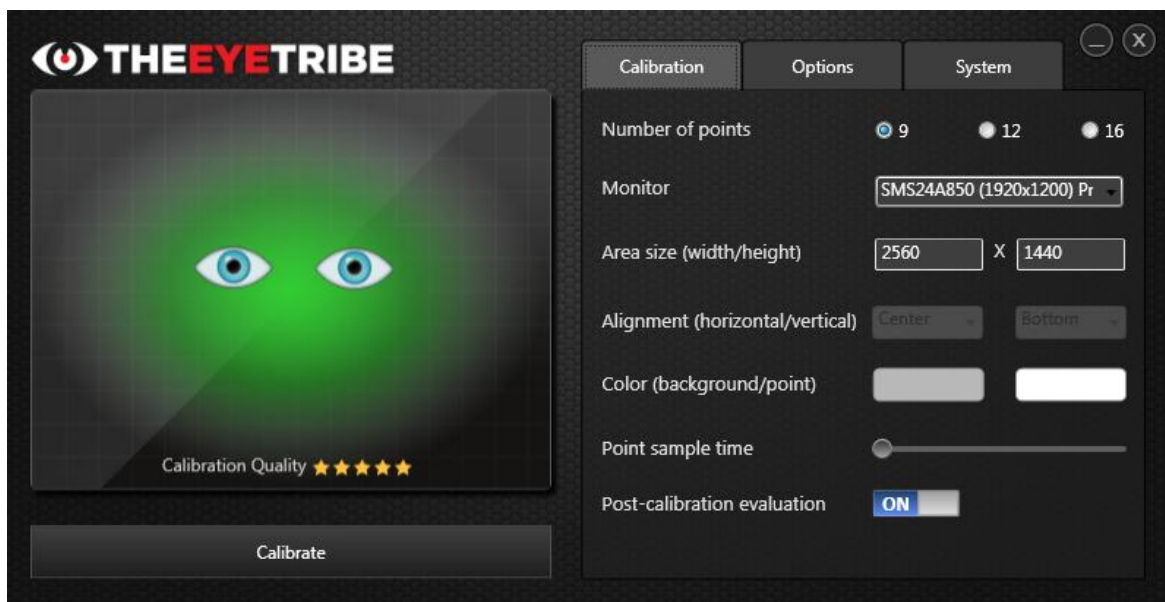 THEEYETRIBE
Calibration Options System
Number of points 9 12 16
Monitor SMS24A850 (1920x1200) Pr
Area size (width/height) 2560 X 1440
Alignment (horizontal/vertical) Center Bottom
Color (background/point)
Point sample time
Post-calibration evaluation ON
Calibration Quality
Calibrate